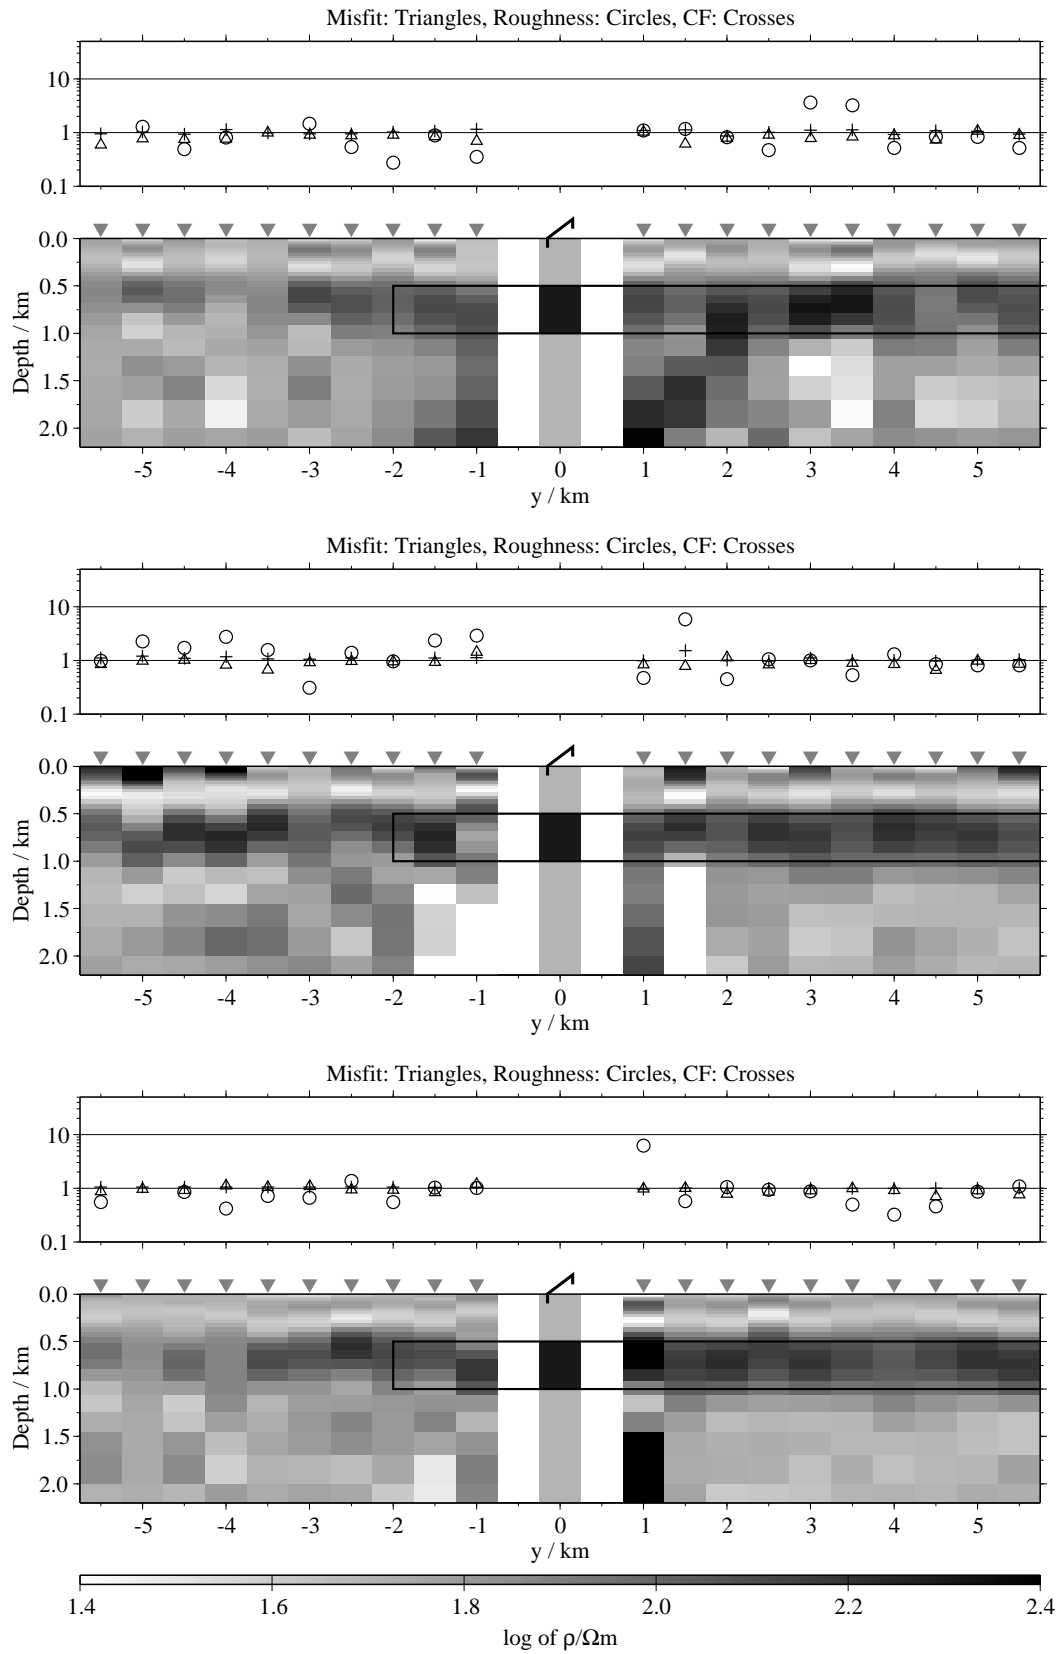 Misfit: Triangles, Roughness: Circles, CF: Crosses
10
1
0.1
0.0
0.5
1.0
1.5
2.0
Depth / km
-5 -4 -3 -2 -1 0 1 2 3 4 5
y / km
Misfit: Triangles, Roughness: Circles, CF: Crosses
10
1
0.1
0.0
0.5
1.0
1.5
2.0
Depth / km
-5 -4 -3 -2 -1 0 1 2 3 4 5
y / km
Misfit: Triangles, Roughness: Circles, CF: Crosses
10
1
0.1
0.0
0.5
1.0
1.5
2.0
Depth / km
-5 -4 -3 -2 -1 0 1 2 3 4 5
y / km
1.4 1.6 1.8 2.0 2.2 2.4
log of ρ/Ωm